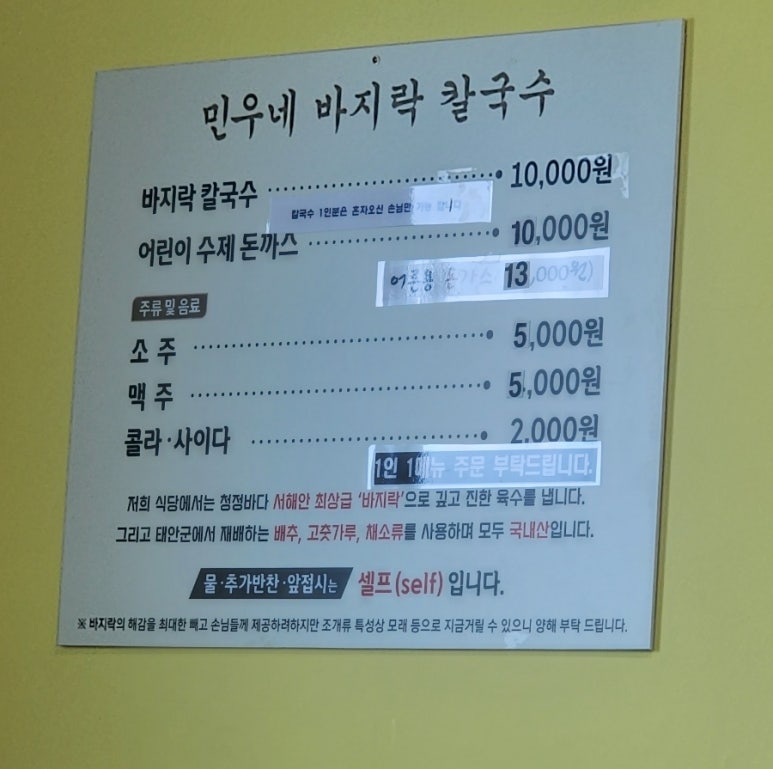 민우네 바지락 칼국수
바지락 칼국수 10,000원
칼국수 1인분은 혼자오신 손님만 가능 합니다
어린이 수제 돈까스 10,000원
어른용 돈가스 13,000원)
주류 및 음료
소 주 5,000원
맥 주 5,000원
콜라·사이다 2,000원
1인 1메뉴 주문 부탁드립니다.
저희 식당에서는 청정바다 서해안 최상급 '바지락'으로 깊고 진한 육수를 냅니다.
그리고 태안군에서 재배하는 배추, 고춧가루, 채소류를 사용하며 모두 국내산입니다.
물·추가반찬·앞접시는 셀프(self) 입니다.
※ 바지락의 해감을 최대한 빼고 손님들께 제공하려하지만 조개류 특성상 모래 등으로 지금거릴 수 있으니 양해 부탁 드립니다.